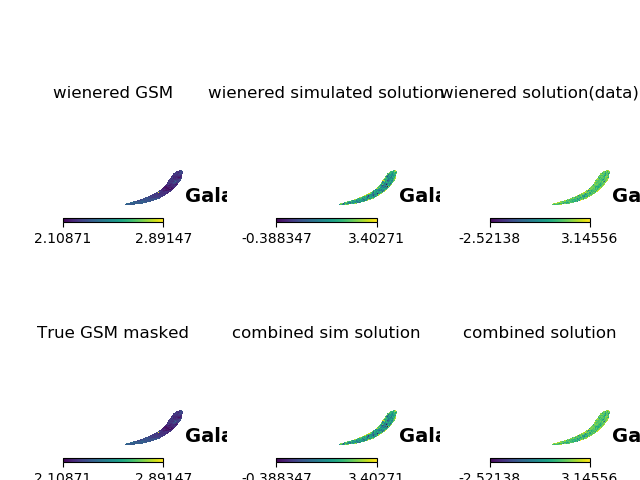 wienered GSM
wienered simulated solution
wienered solution(data)
Gala
Gala
Ga
2.10871 2.89147
-0.388347 3.40271
-2.52138 3.14556
True GSM masked
combined sim solution
combined solution
Gala
Gala
Ga
2.10871 2.89147
-0.388347 3.40271
-2.52138 3.14556